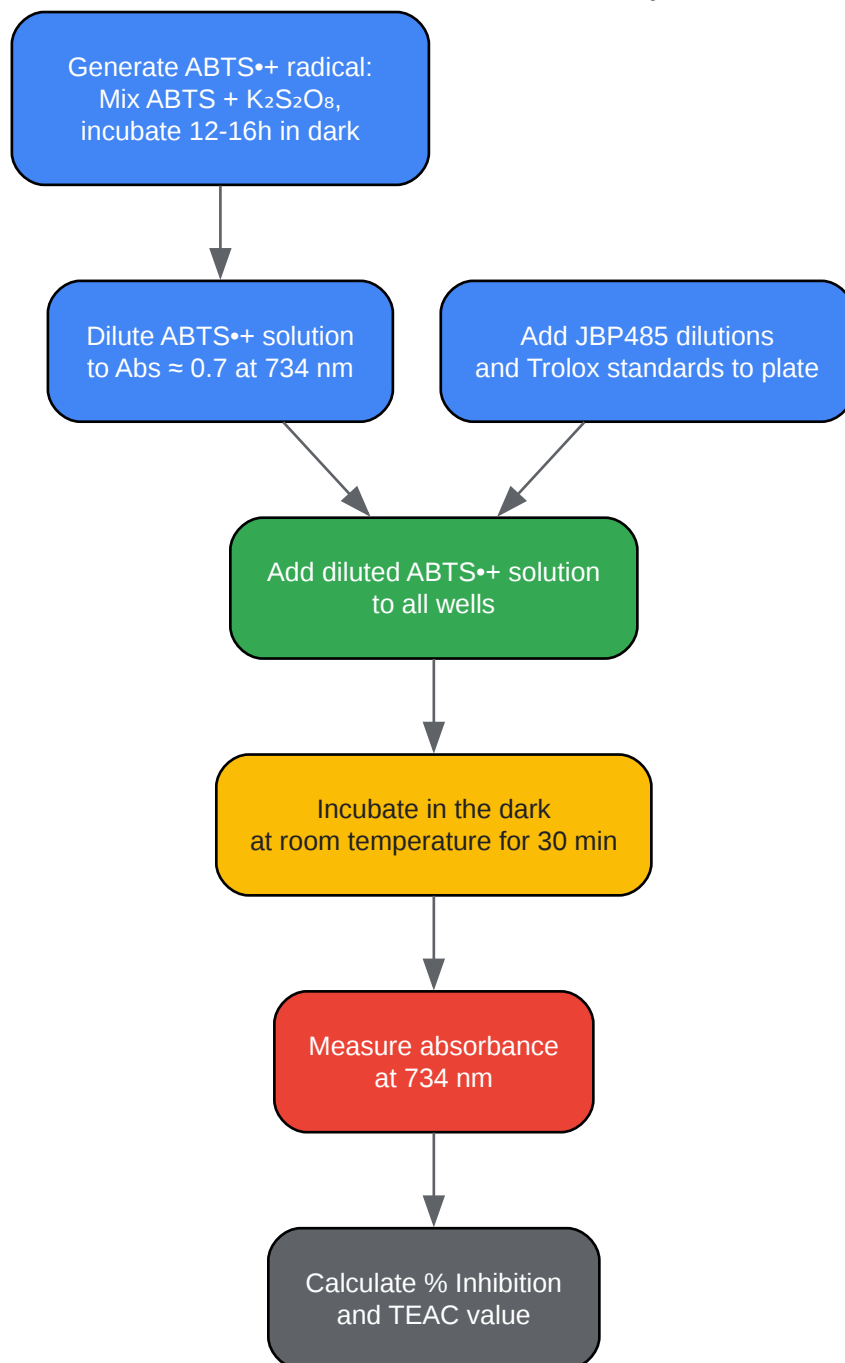 Generate ABTS•+ radical:
Mix ABTS + K₂S₂O₈,
incubate 12-16h in dark
Dilute ABTS•+ solution
to Abs ≈ 0.7 at 734 nm
Add JBP485 dilutions
and Trolox standards to plate
Add diluted ABTS•+ solution
to all wells
Incubate in the dark
at room temperature for 30 min
Measure absorbance
at 734 nm
Calculate % Inhibition
and TEAC value